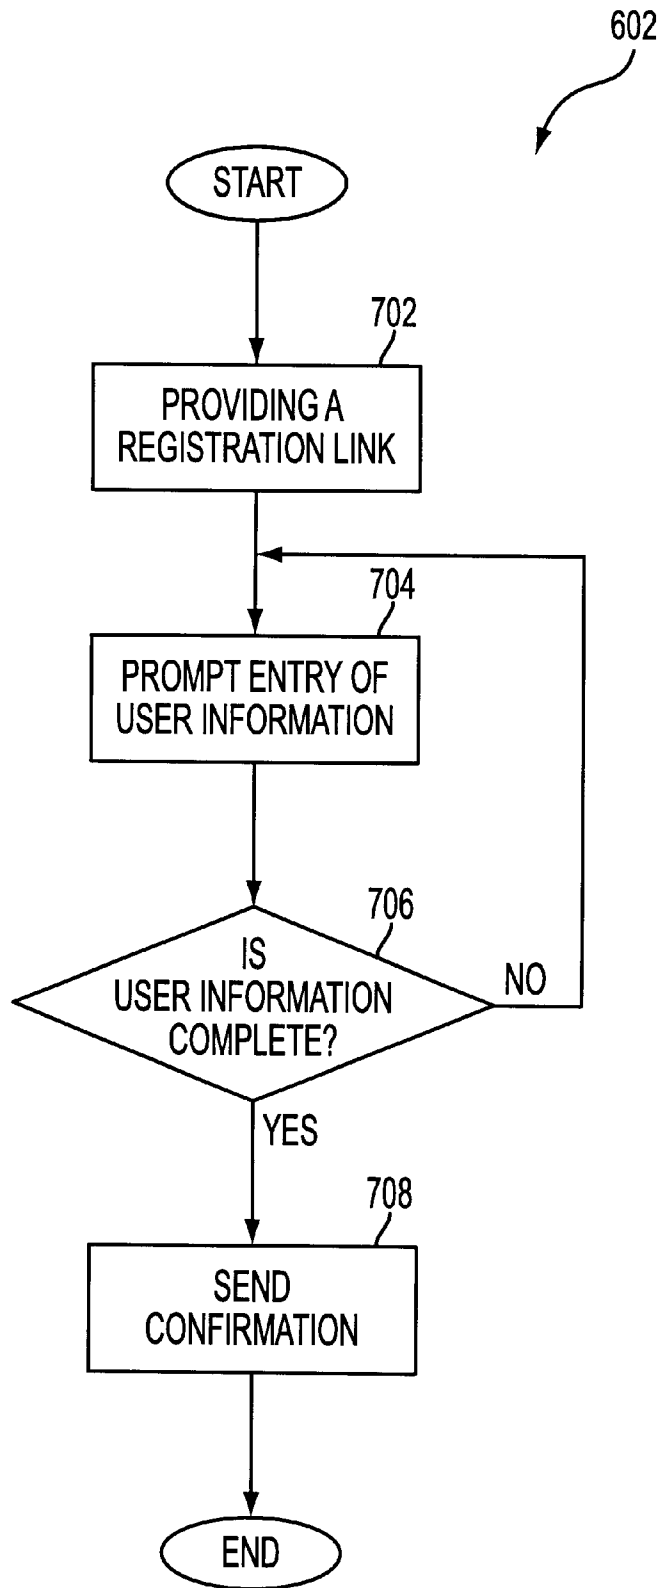 602
START
702
PROVIDING A
REGISTRATION LINK
704
PROMPT ENTRY OF
USER INFORMATION
706
IS
USER INFORMATION
COMPLETE?
NO
YES
708
SEND
CONFIRMATION
END